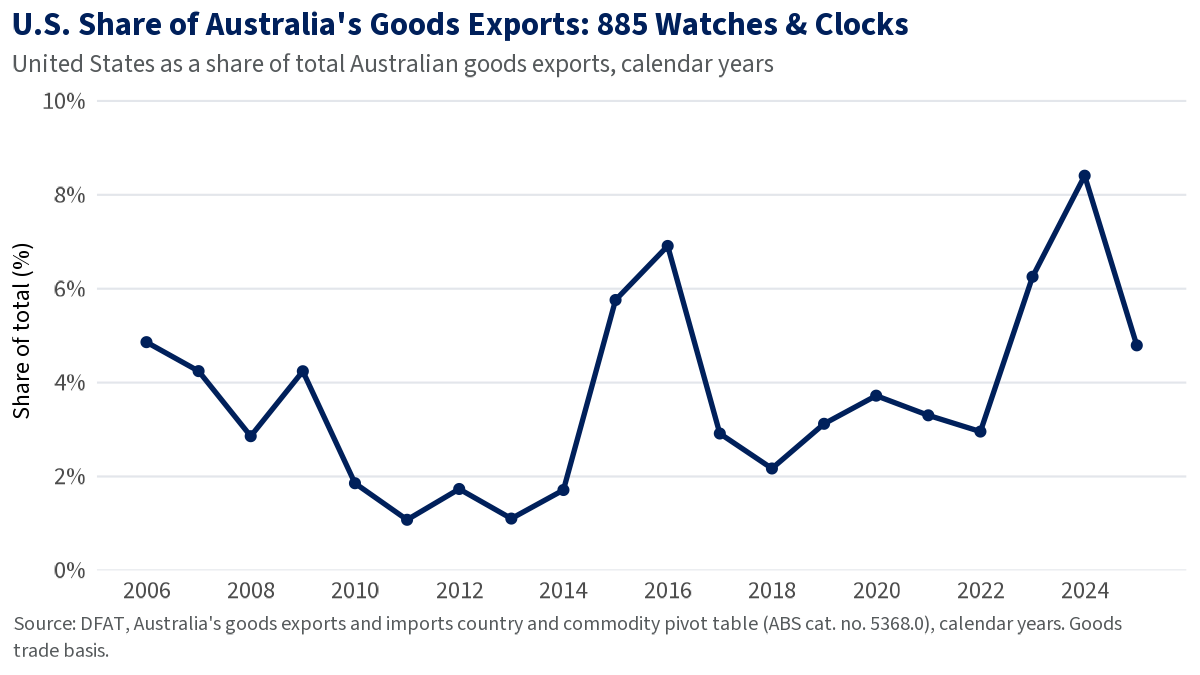 U.S. Share of Australia's Goods Exports: 885 Watches & Clocks
United States as a share of total Australian goods exports, calendar years
10%
8%
6%
4%
2%
0%
Share of total (%)
2006 2008 2010 2012 2014 2016 2018 2020 2022 2024
Source: DFAT, Australia's goods exports and imports country and commodity pivot table (ABS cat. no. 5368.0), calendar years. Goods
trade basis.